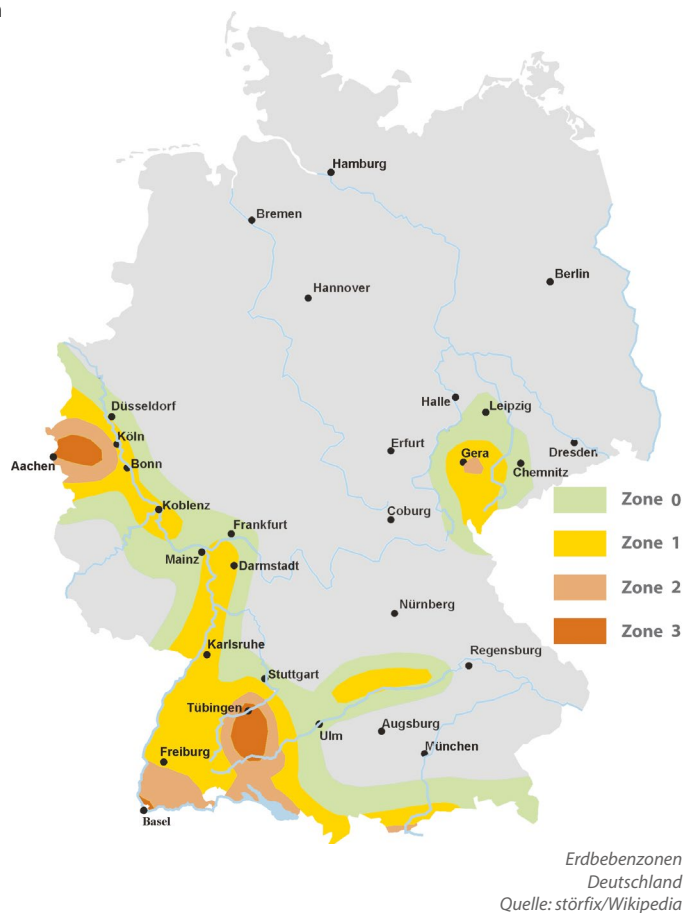 Hamburg
Bremen
Berlin
Hannover
Düsseldorf
Halle
Leipzig
Köln
Erfurt
Gera
Dresden
Aachen
Bonn
Chemnitz
Koblenz
Zone 0
Frankfurt
Coburg
Zone 1
Mainz
Darmstadt
Zone 2
Nürnberg
Zone 3
Karlsruhe
Regensburg
Stuttgart
Tübingen
Ulm
Augsburg
München
Freiburg
Basel
Erdbebenzonen
Deutschland
Quelle: störfix/Wikipedia